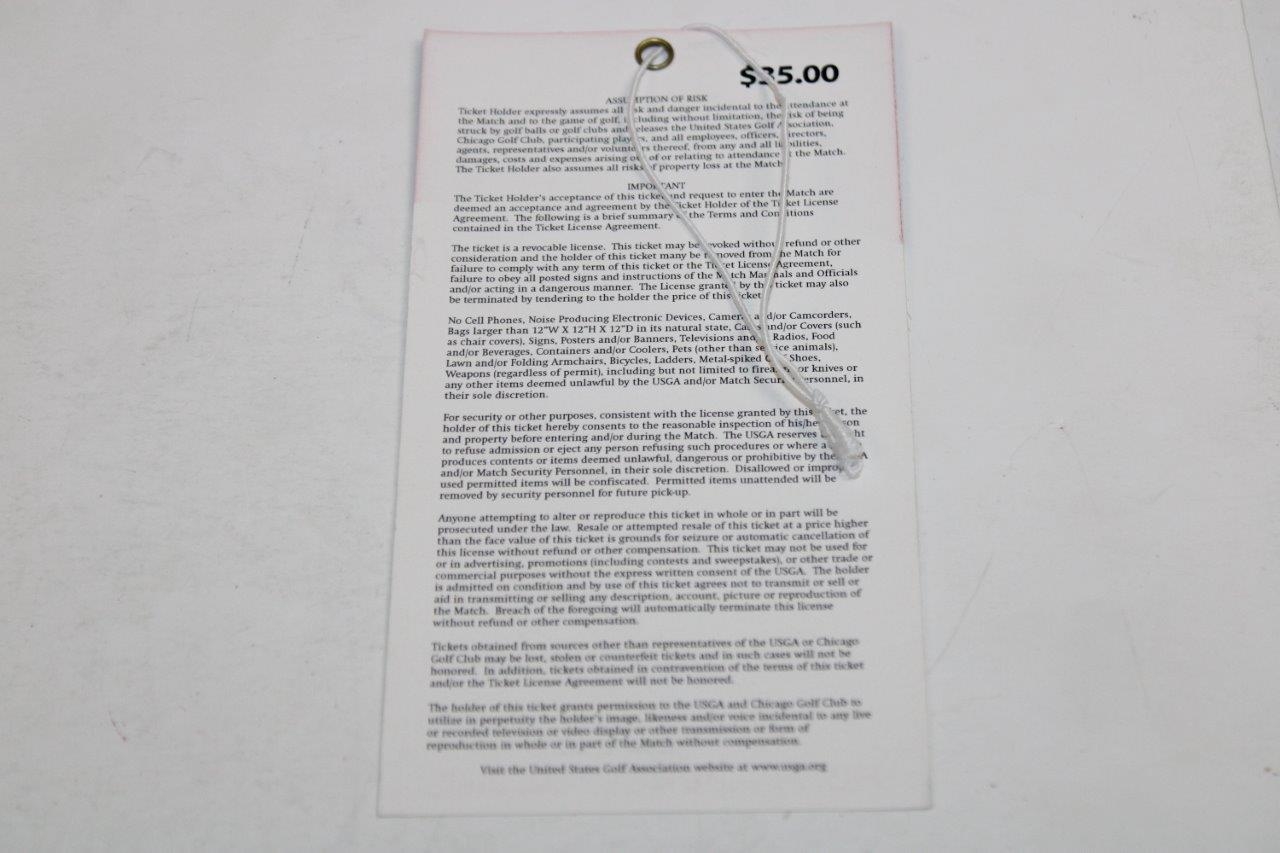 $35.00
ASSUMPTION OF RISK
Ticket Holder expressly assumes all risk and danger incidental to the attendance at
the Match and to the game of golf, including without limitation, the risk of being
struck by golf balls or golf clubs and releases the United States Golf Association,
Chicago Golf Club, participating players, and all employees, officers, directors,
agents, representatives and/or volunteers thereof, from any and all liabilities,
damages, costs and expenses arising out of or relating to attendance at the Match.
The Ticket Holder also assumes all risks of property loss at the Match.
IMPORTANT
The Ticket Holder's acceptance of this ticket and request to enter the Match are
deemed an acceptance and agreement by the Ticket Holder of the Ticket License
Agreement. The following is a brief summary of the Terms and Conditions
contained in the Ticket License Agreement.
The ticket is a revocable license. This ticket may be revoked without refund or other
consideration and the holder of this ticket many be removed from the Match for
failure to comply with any term of this ticket or the Ticket License Agreement,
failure to obey all posted signs and instructions of the Match Marshals and Officials
and/or acting in a dangerous manner. The License granted by this ticket may also
be terminated by tendering to the holder the price of this ticket.
No Cell Phones, Noise Producing Electronic Devices, Cameras and/or Camcorders,
Bags larger than 12"W X 12"H X 12"D in its natural state, Cases and/or Covers (such
as chair covers), Signs, Posters and/or Banners, Televisions and/or Radios, Food
and/or Beverages, Containers and/or Coolers, Pets (other than service animals),
Lawn and/or Folding Armchairs, Bicycles, Ladders, Metal-spiked Golf Shoes,
Weapons (regardless of permit), including but not limited to firearms or knives or
any other items deemed unlawful by the USGA and/or Match Security Personnel, in
their sole discretion.
For security or other purposes, consistent with the license granted by this ticket, the
holder of this ticket hereby consents to the reasonable inspection of his/her person
and property before entering and/or during the Match. The USGA reserves the right
to refuse admission or eject any person refusing such procedures or where a
produces contents or items deemed unlawful, dangerous or prohibitive by the USGA
and/or Match Security Personnel, in their sole discretion. Disallowed or improperly
used permitted items will be confiscated. Permitted items unattended will be
removed by security personnel for future pick-up.
Anyone attempting to alter or reproduce this ticket in whole or in part will be
prosecuted under the law. Resale or attempted resale of this ticket at a price higher
than the face value of this ticket is grounds for seizure or automatic cancellation of
this license without refund or other compensation. This ticket may not be used for
or in advertising, promotions (including contests and sweepstakes), or other trade or
commercial purposes without the express written consent of the USGA. The holder
is admitted on condition and by use of this ticket agrees not to transmit or sell or
aid in transmitting or selling any description, account, picture or reproduction of
the Match. Breach of the foregoing will automatically terminate this license
without refund or other compensation.
Tickets obtained from sources other than representatives of the USGA or Chicago
Golf Club may be lost, stolen or counterfeit tickets and in such cases will not be
honored. In addition, tickets obtained in contravention of the terms of this ticket
and/or the Ticket License Agreement will not be honored.
The holder of this ticket grants permission to the USGA and Chicago Golf Club to
utilize in perpetuity the holder's image, likeness and/or voice incidental to any live
or recorded television or video display or other transmission or form of
reproduction in whole or in part of the Match without compensation.
Visit the United States Golf Association website at www.usga.org